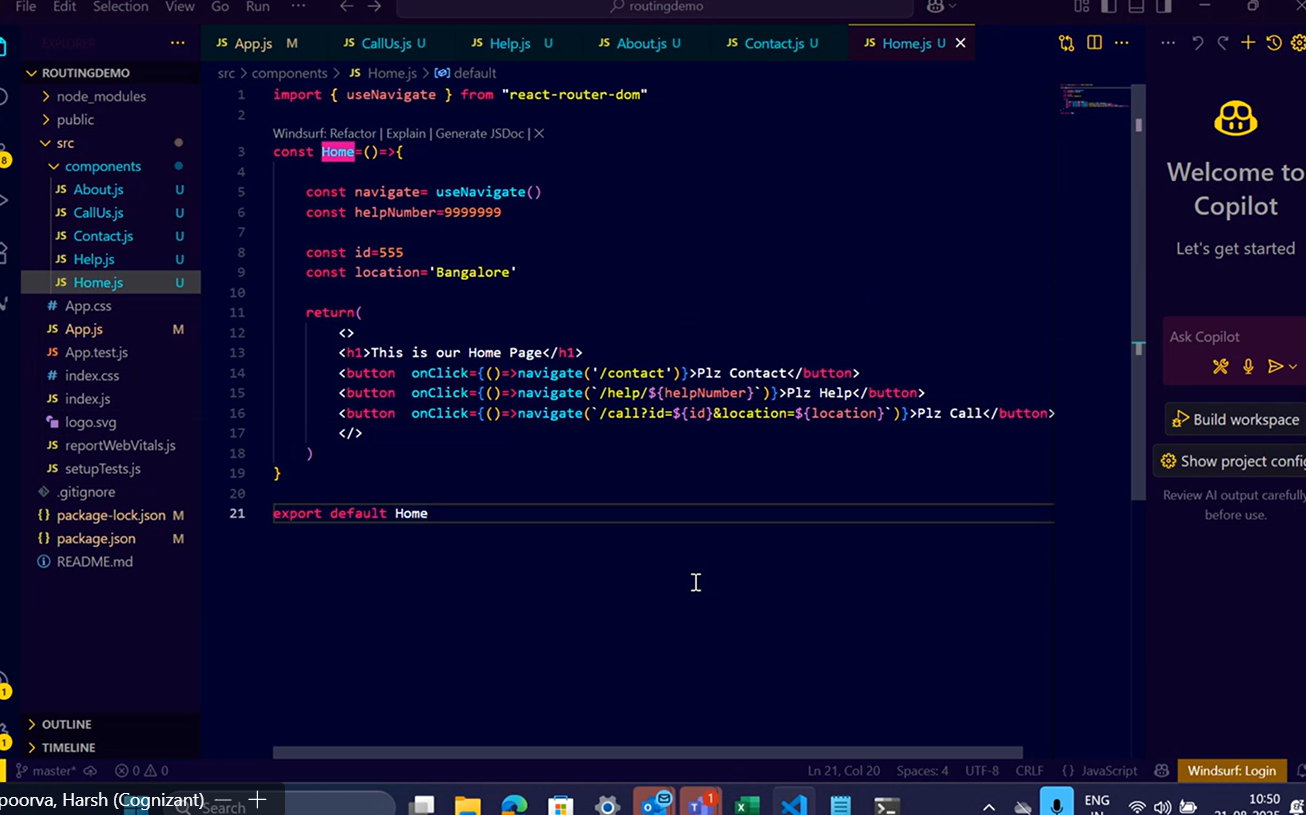 File Edit Selection View Go Run ··· routingdemo
EXPLORER ···
ROUTINGDEMO
node_modules
public
src
components
JS About.js U
JS CallUs.js U
JS Contact.js U
JS Help.js U
JS Home.js U
# App.css
JS App.js M
JS App.test.js
# index.css
JS index.js
logo.svg
JS reportWebVitals.js
JS setupTests.js
.gitignore
{} package-lock.json M
{} package.json M
README.md
OUTLINE
TIMELINE
8
1
1
JS App.js M JS CallUs.js U JS Help.js U JS About.js U JS Contact.js U JS Home.js U
src > components > JS Home.js > default
1 import { useNavigate } from "react-router-dom"
2
Windsurf: Refactor | Explain | Generate JSDoc | X
3 const Home=()=>{
4
5 const navigate= useNavigate()
6 const helpNumber=9999999
7
8 const id=555
9 const location='Bangalore'
10
11 return(
12 <>
13 <h1>This is our Home Page</h1>
14 <button onClick={()=>navigate('/contact')}>Plz Contact</button>
15 <button onClick={()=>navigate(`/help/${helpNumber}`)}>Plz Help</button>
16 <button onClick={()=>navigate(`/call?id=${id}&location=${location}`)}>Plz Call</button>
17 </>
18 )
19 }
20
21 export default Home
Welcome to
Copilot
Let's get started
Ask Copilot
Build workspace
Show project config
Review AI output carefully
before use.
master* 0 0 Ln 21, Col 20 Spaces: 4 UTF-8 CRLF {} JavaScript Windsurf: Login
poorva, Harsh (Cognizant)
Search
1
ENG
IN
10:50